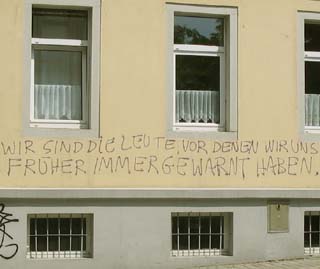 WIR SIND DIE LEUTE, VOR DENEN WIR UNS
FRÜHER IMMER GEWARNT HABEN.